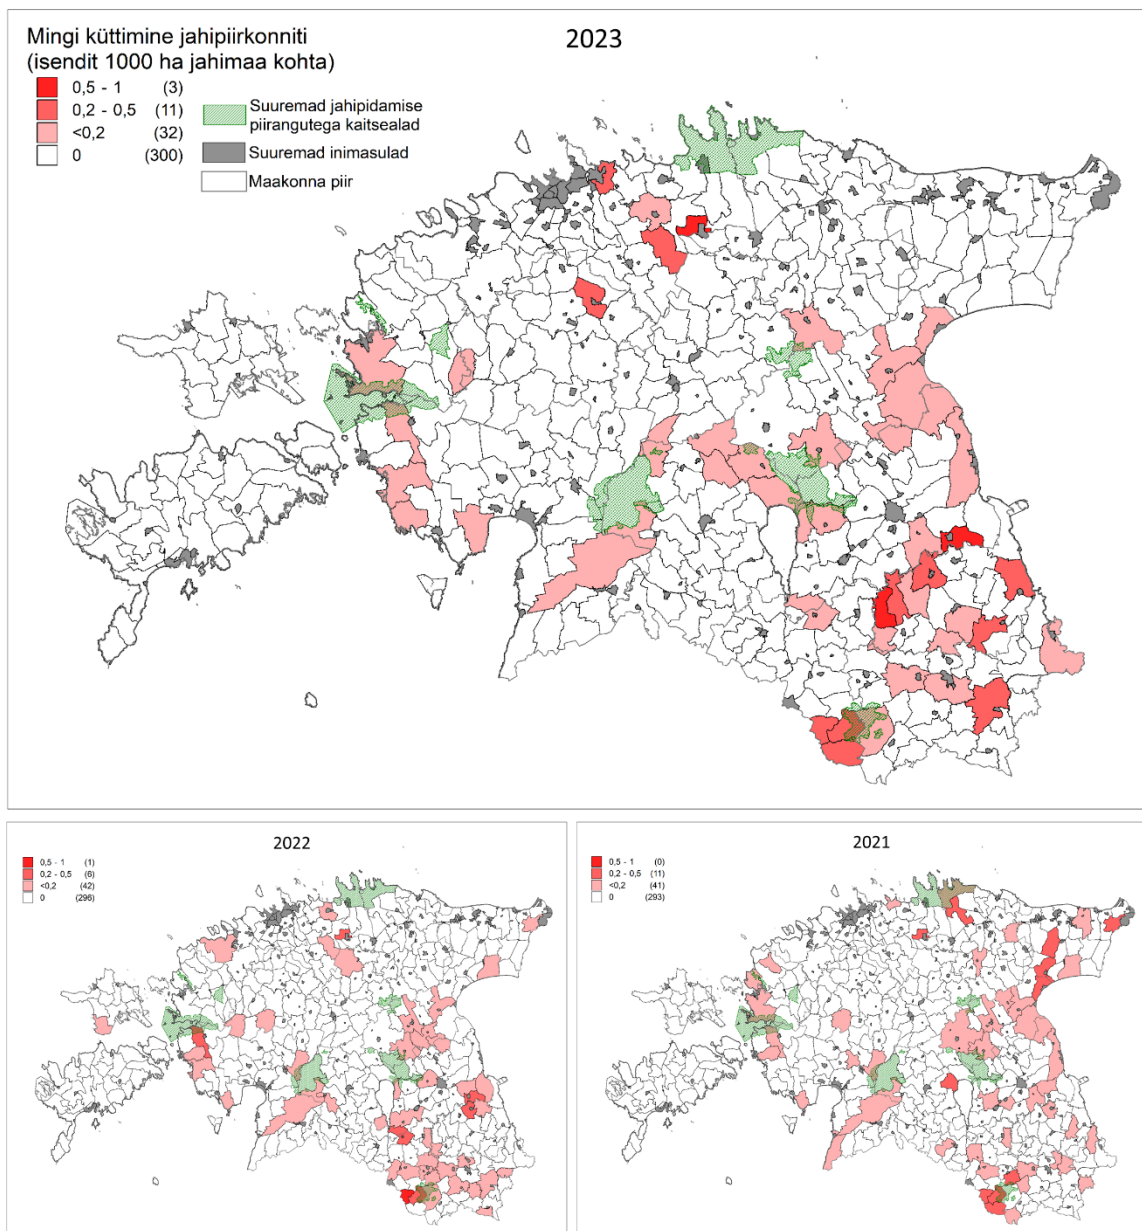 Mingi küttimine jahipiirkonniti
(isendit 1000 ha jahimaa kohta)
2023
0,5 - 1 (3)
0,2 - 0,5 (11)
<0,2 (32)
0 (300)
Suuremad jahipidamise
piirangutega kaitsealad
Suuremad inimasulad
Maakonna piir
2022
0,5 - 1 (1)
0,2 - 0,5 (6)
<0,2 (42)
0 (296)
2021
0,5 - 1 (0)
0,2 - 0,5 (11)
<0,2 (41)
0 (293)